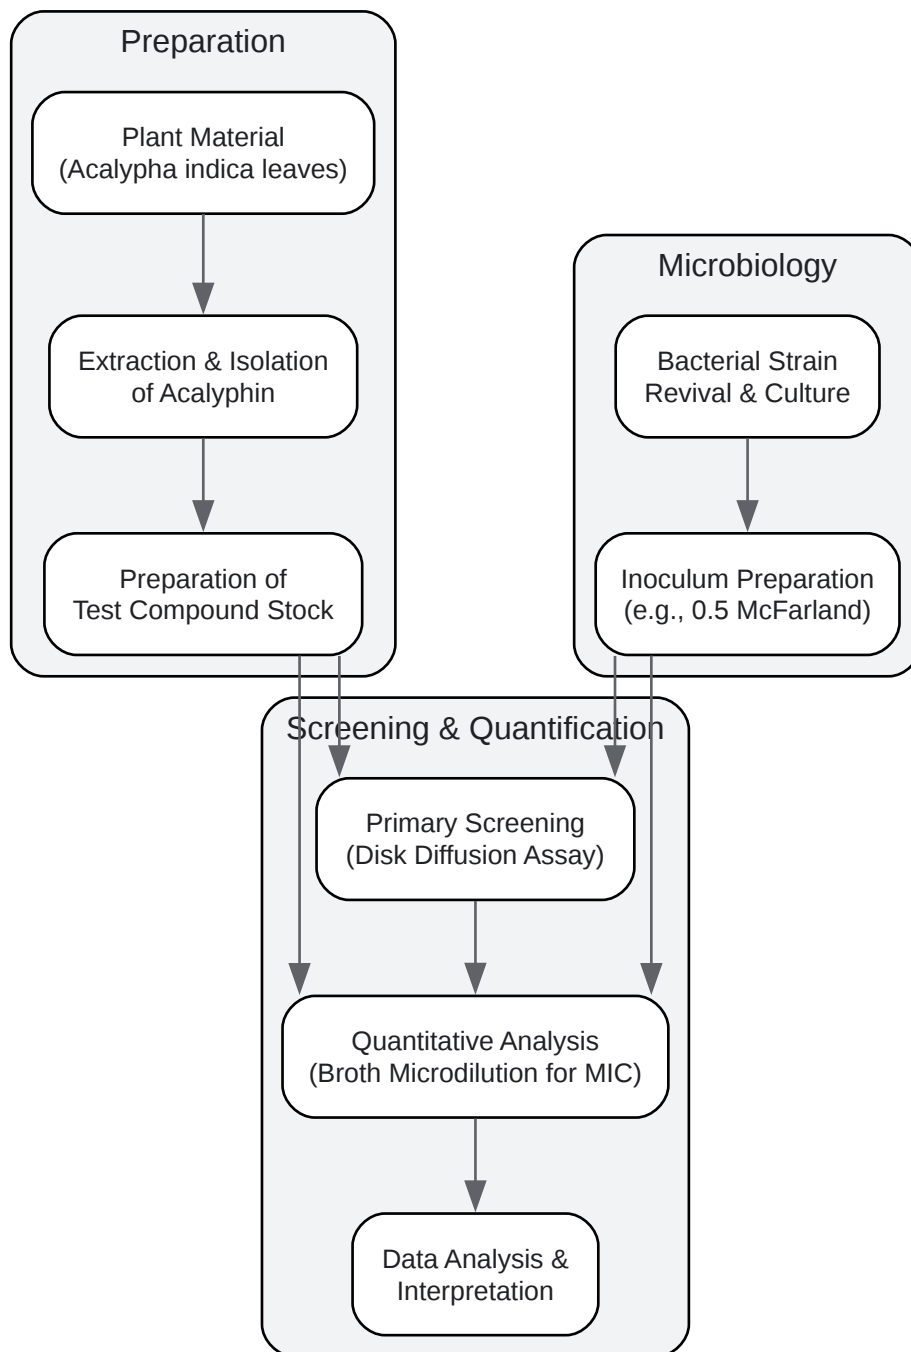 Preparation
Plant Material
(Acalypha indica leaves)
Extraction & Isolation
of Acalyphin
Preparation of
Test Compound Stock
Microbiology
Bacterial Strain
Revival & Culture
Inoculum Preparation
(e.g., 0.5 McFarland)
Screening & Quantification
Primary Screening
(Disk Diffusion Assay)
Quantitative Analysis
(Broth Microdilution for MIC)
Data Analysis &
Interpretation